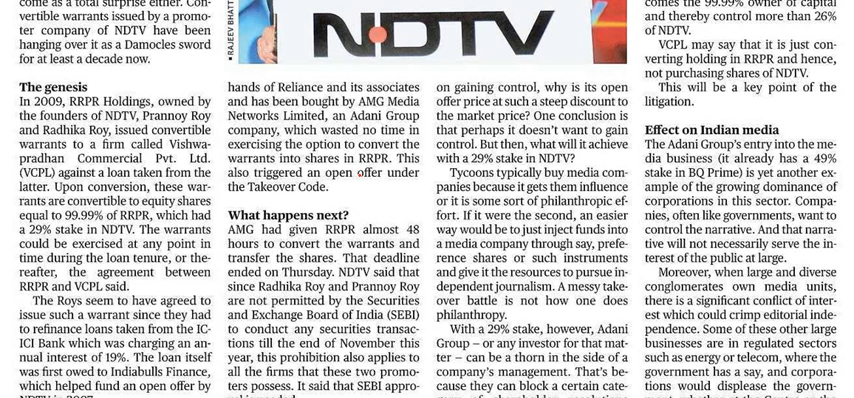 come as a total surprise either. Con-
vertible warrants issued by a promo-
ter company of NDTV have been
hanging over it as a Damocles sword
for at least a decade now.
The genesis
In 2009, RRPR Holdings, owned by
the founders of NDTV, Prannoy Roy
and Radhika Roy, issued convertible
warrants to a firm called Vishwa-
pradhan Commercial Pvt. Ltd.
(VCPL) against a loan taken from the
latter. Upon conversion, these war-
rants are convertible to equity shares
equal to 99.99% of RRPR, which had
a 29% stake in NDTV. The warrants
could be exercised at any point in
time during the loan tenure, or the-
reafter, the agreement between
RRPR and VCPL said.
The Roys seem to have agreed to
issue such a warrant since they had
to refinance loans taken from the IC-
ICI Bank which was charging an an-
nual interest of 19%. The loan itself
was first owed to Indiabulls Finance,
which helped fund an open offer by
NDTV in 2007.
RAJEEV BHATT
NDTV
hands of Reliance and its associates
and has been bought by AMG Media
Networks Limited, an Adani Group
company, which wasted no time in
exercising the option to convert the
warrants into shares in RRPR. This
also triggered an open offer under
the Takeover Code.
What happens next?
AMG had given RRPR almost 48
hours to convert the warrants and
transfer the shares. That deadline
ended on Thursday. NDTV said that
since Radhika Roy and Prannoy Roy
are not permitted by the Securities
and Exchange Board of India (SEBI)
to conduct any securities transac-
tions till the end of November this
year, this prohibition also applies to
all the firms that these two promo-
ters possess. It said that SEBI appro-
on gaining control, why is its open
offer price at such a steep discount to
the market price? One conclusion is
that perhaps it doesn't want to gain
control. But then, what will it achieve
with a 29% stake in NDTV?
Tycoons typically buy media com-
panies because it gets them influence
or it is some sort of philanthropic ef-
fort. If it were the second, an easier
way would be to just inject funds into
a media company through say, prefe-
rence shares or such instruments
and give it the resources to pursue in-
dependent journalism. A messy take-
over battle is not how one does
philanthropy.
With a 29% stake, however, Adani
Group – or any investor for that mat-
ter – can be a thorn in the side of a
company's management. That's be-
cause they can block a certain cate-
comes the 99.99% owner of capital
and thereby control more than 26%
of NDTV.
VCPL may say that it is just con-
verting holding in RRPR and hence,
not purchasing shares of NDTV.
This will be a key point of the
litigation.
Effect on Indian media
The Adani Group's entry into the me-
dia business (it already has a 49%
stake in BQ Prime) is yet another ex-
ample of the growing dominance of
corporations in this sector. Compa-
nies, often like governments, want to
control the narrative. And that narra-
tive will not necessarily serve the in-
terest of the public at large.
Moreover, when large and diverse
conglomerates own media units,
there is a significant conflict of inter-
est which could crimp editorial inde-
pendence. Some of these other large
businesses are in regulated sectors
such as energy or telecom, where the
government has a say, and corpora-
tions would displease the govern-